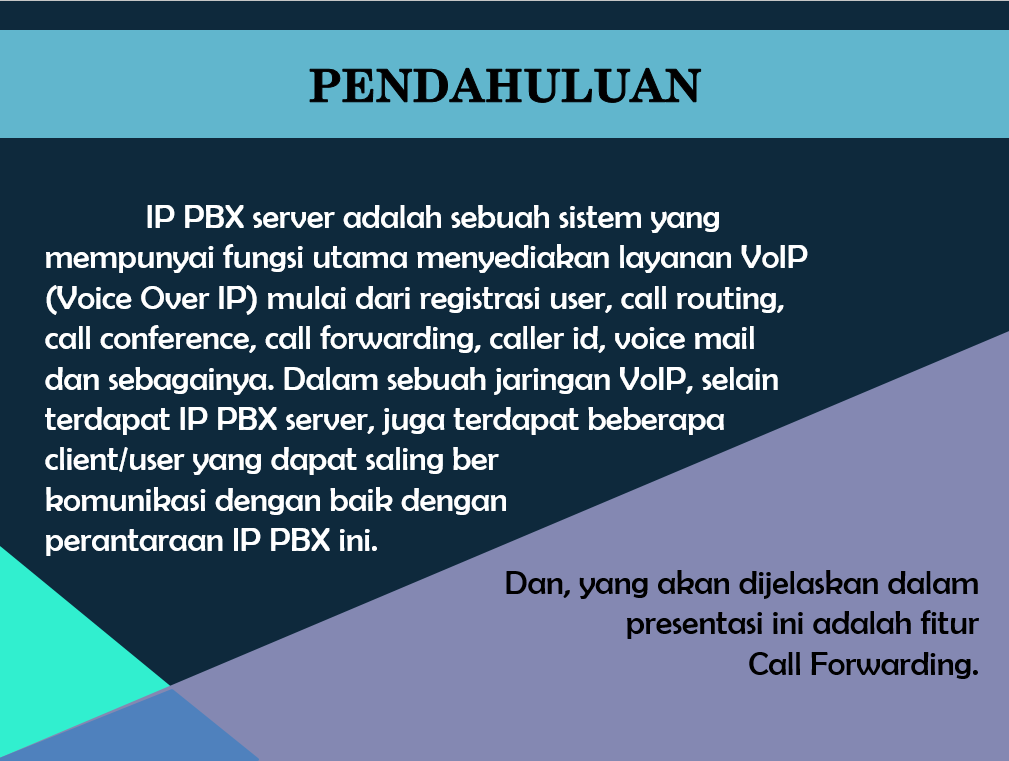 PENDAHULUAN
IP PBX server adalah sebuah sistem yang
mempunyai fungsi utama menyediakan layanan VoIP
(Voice Over IP) mulai dari registrasi user, call routing,
call conference, call forwarding, caller id, voice mail
dan sebagainya. Dalam sebuah jaringan VoIP, selain
terdapat IP PBX server, juga terdapat beberapa
client/user yang dapat saling ber
komunikasi dengan baik dengan
perantaraan IP PBX ini.
Dan, yang akan dijelaskan dalam
presentasi ini adalah fitur
Call Forwarding.